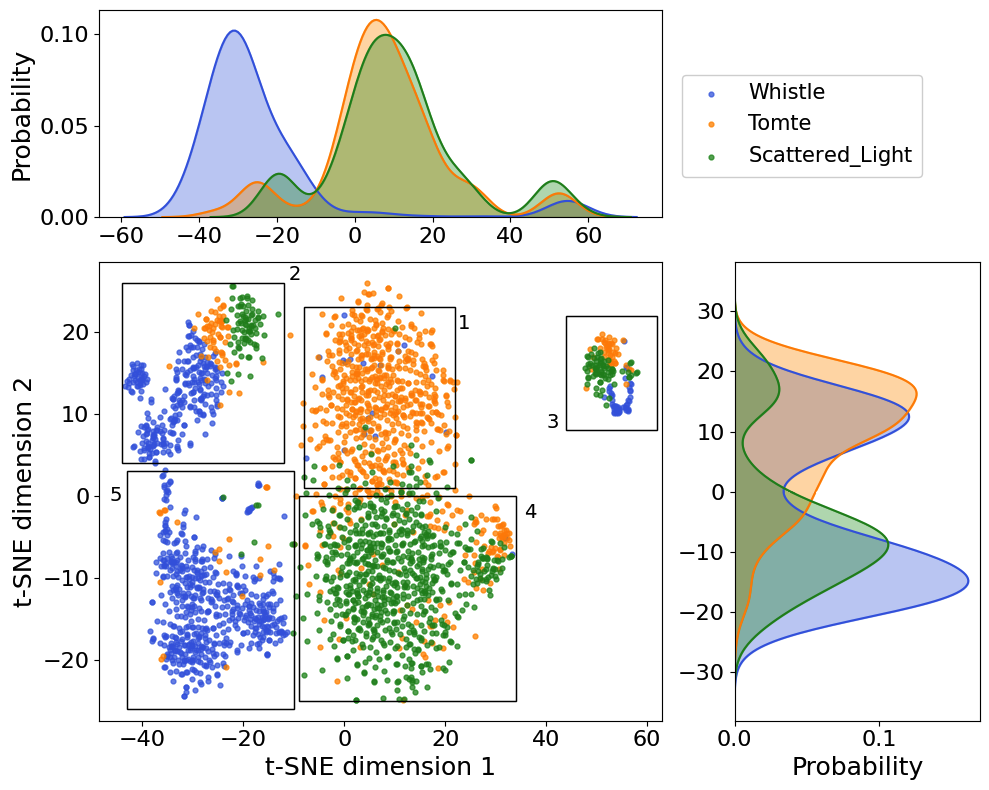 Probability
0.10
0.05
0.00
−60 −40 −20 0 20 40 60
Whistle
Tomte
Scattered_Light
t-SNE dimension 2
20
10
0
−10
−20
2
1
3
5
4
−40 −20 0 20 40 60
t-SNE dimension 1
30
20
10
0
−10
−20
−30
0.0 0.1
Probability